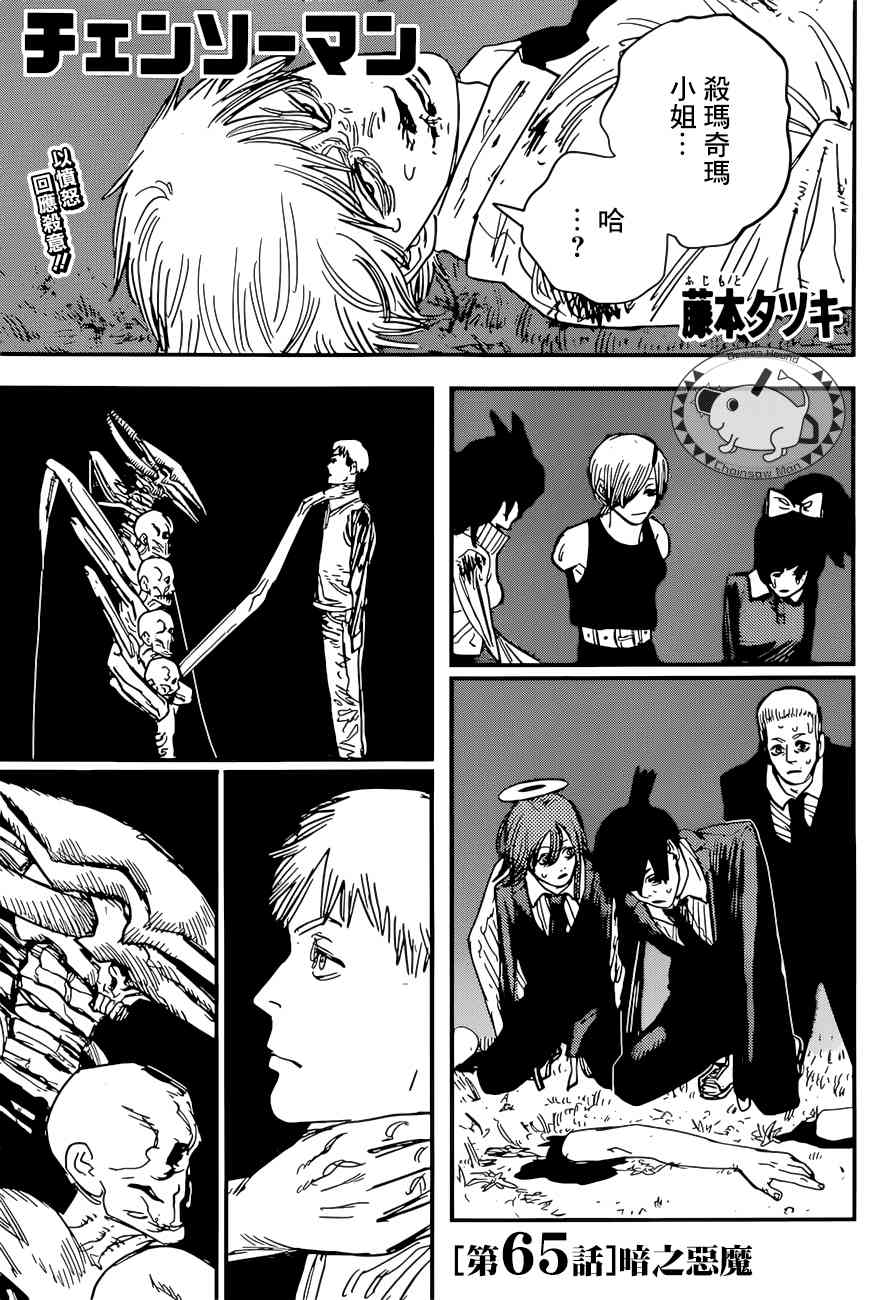 チェンソーマン
殺瑪奇瑪
小姐…
哈
…?
以憤怒
回應殺意!!
ふじもと
藤本タツキ
Demon Hound
Chainsaw Man
[第65話]暗之惡魔